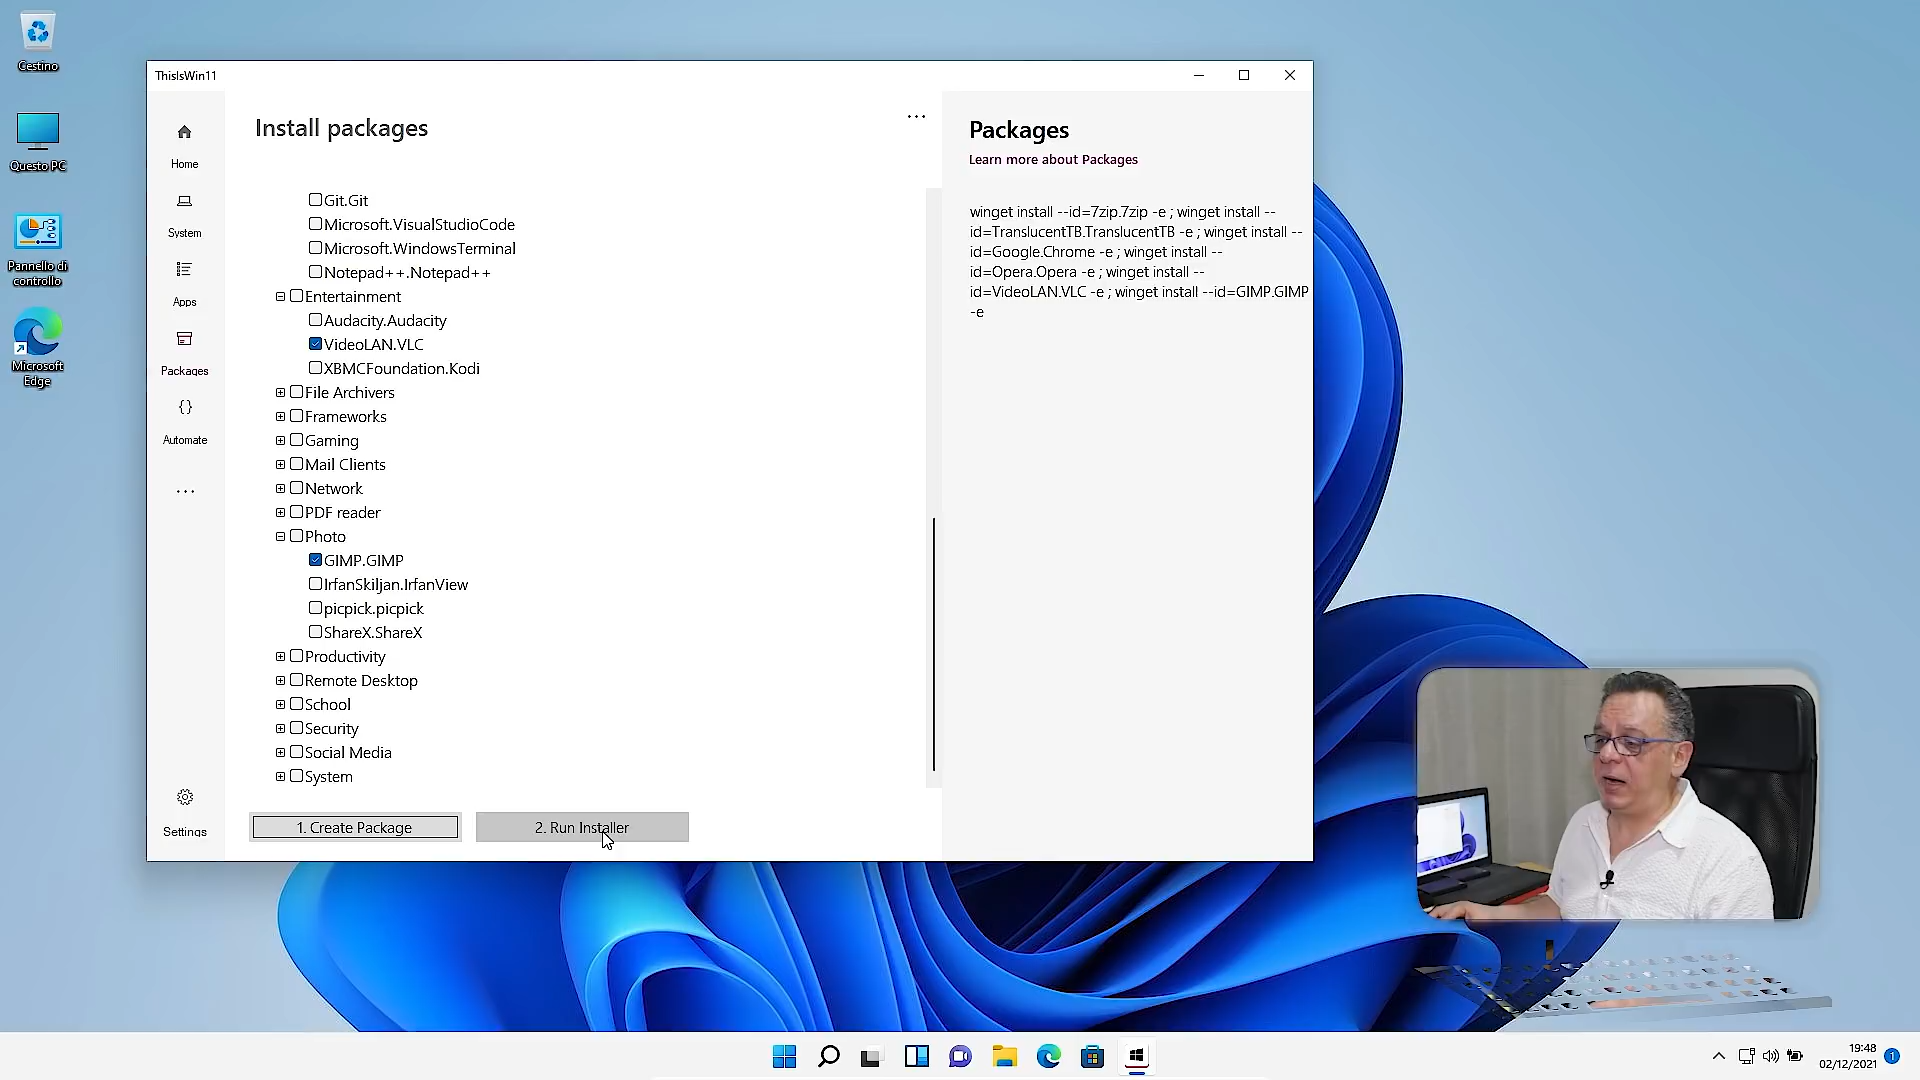 Cestino
Questo PC
Pannello di
controllo
Microsoft
Edge
ThisIsWin11
Home
System
Apps
Packages
Automate
Settings
Install packages
Git.Git
Microsoft.VisualStudioCode
Microsoft.WindowsTerminal
Notepad++.Notepad++
Entertainment
Audacity.Audacity
VideoLAN.VLC
XBMCFoundation.Kodi
File Archivers
Frameworks
Gaming
Mail Clients
Network
PDF reader
Photo
GIMP.GIMP
IrfanSkiljan.IrfanView
picpick.picpick
ShareX.ShareX
Productivity
Remote Desktop
School
Security
Social Media
System
1. Create Package
2. Run Installer
Packages
Learn more about Packages
winget install --id=7zip.7zip -e ; winget install --
id=TranslucentTB.TranslucentTB -e ; winget install --
id=Google.Chrome -e ; winget install --
id=Opera.Opera -e ; winget install --
id=VideoLAN.VLC -e ; winget install --id=GIMP.GIMP
-e
19:48
02/12/2021
1